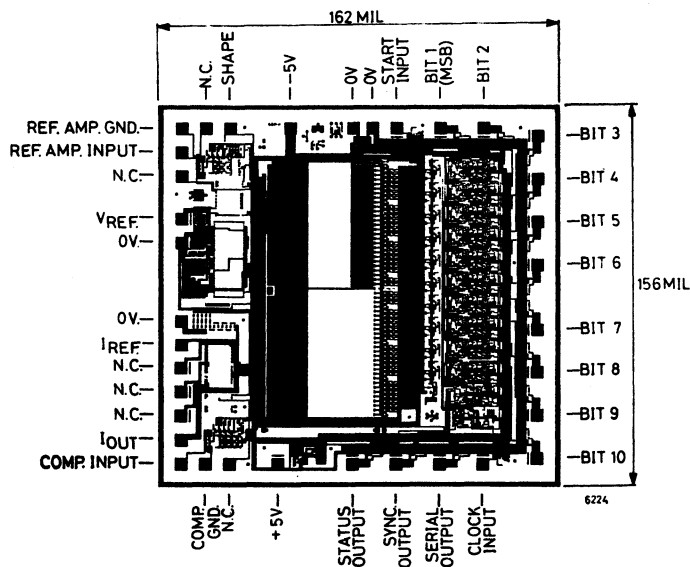 162 MIL
N.C.
SHAPE
-5V
0V
0V
START
INPUT
BIT 1
(MSB)
BIT 2
REF. AMP. GND.
REF. AMP. INPUT
N.C.
VREF.
0V.
0V.
IREF.
N.C.
N.C.
N.C.
IOUT
COMP. INPUT
BIT 3
BIT 4
BIT 5
BIT 6
BIT 7
BIT 8
BIT 9
BIT 10
156 MIL
6224
COMP.
GND.
N.C.
+5V
STATUS
OUTPUT
SYNC.
OUTPUT
SERIAL
OUTPUT
CLOCK
INPUT